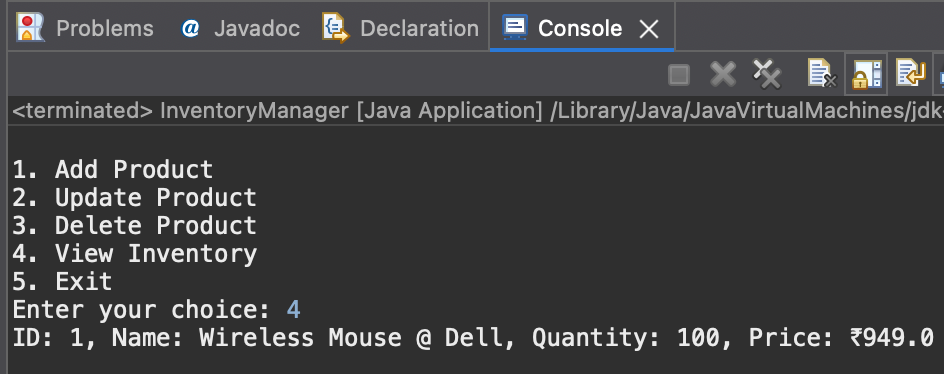 Problems @ Javadoc Declaration Console
<terminated> InventoryManager [Java Application] /Library/Java/JavaVirtualMachines/jdk-
1. Add Product
2. Update Product
3. Delete Product
4. View Inventory
5. Exit
Enter your choice: 4
ID: 1, Name: Wireless Mouse @ Dell, Quantity: 100, Price: ₹949.0